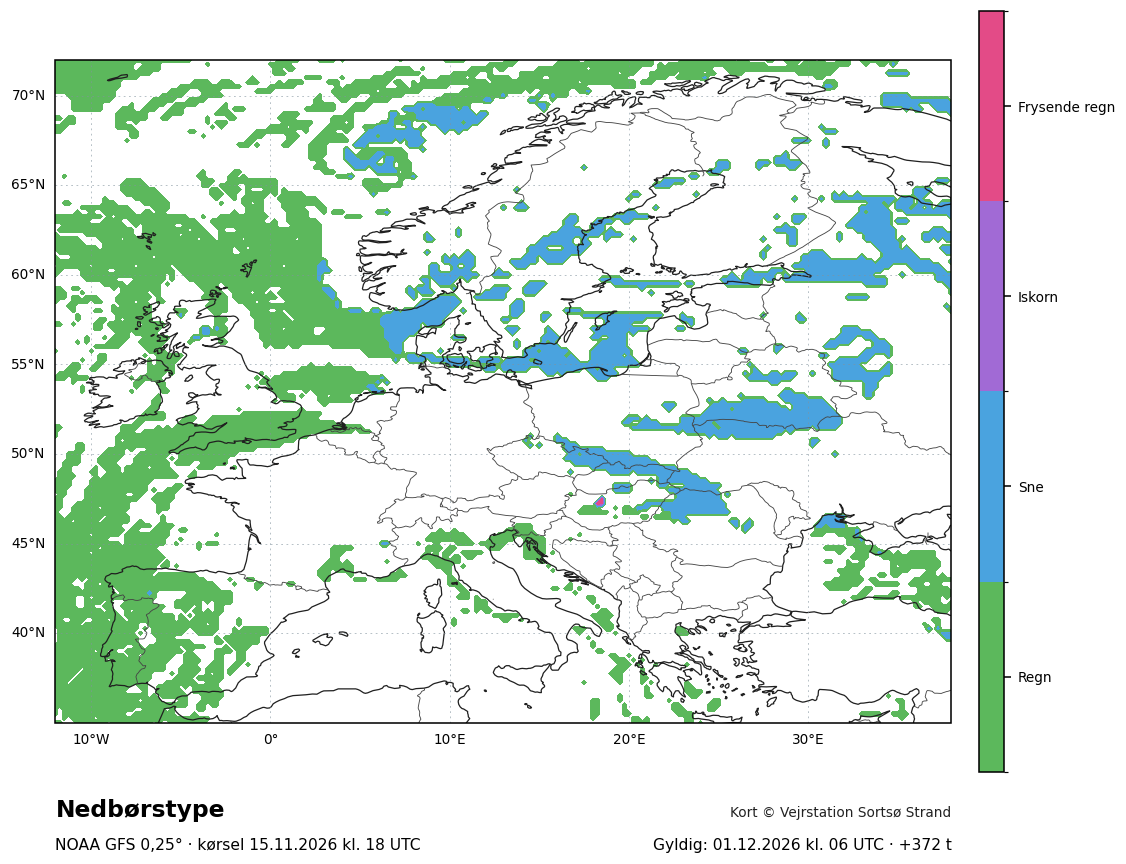 70°N
65°N
60°N
55°N
50°N
45°N
40°N
10°W
0°
10°E
20°E
30°E
Frysende regn
Iskorn
Sne
Regn
Nedbørstype
Kort © Vejrstation Sortsø Strand
NOAA GFS 0,25° · kørsel 15.11.2026 kl. 18 UTC
Gyldig: 01.12.2026 kl. 06 UTC · +372 t